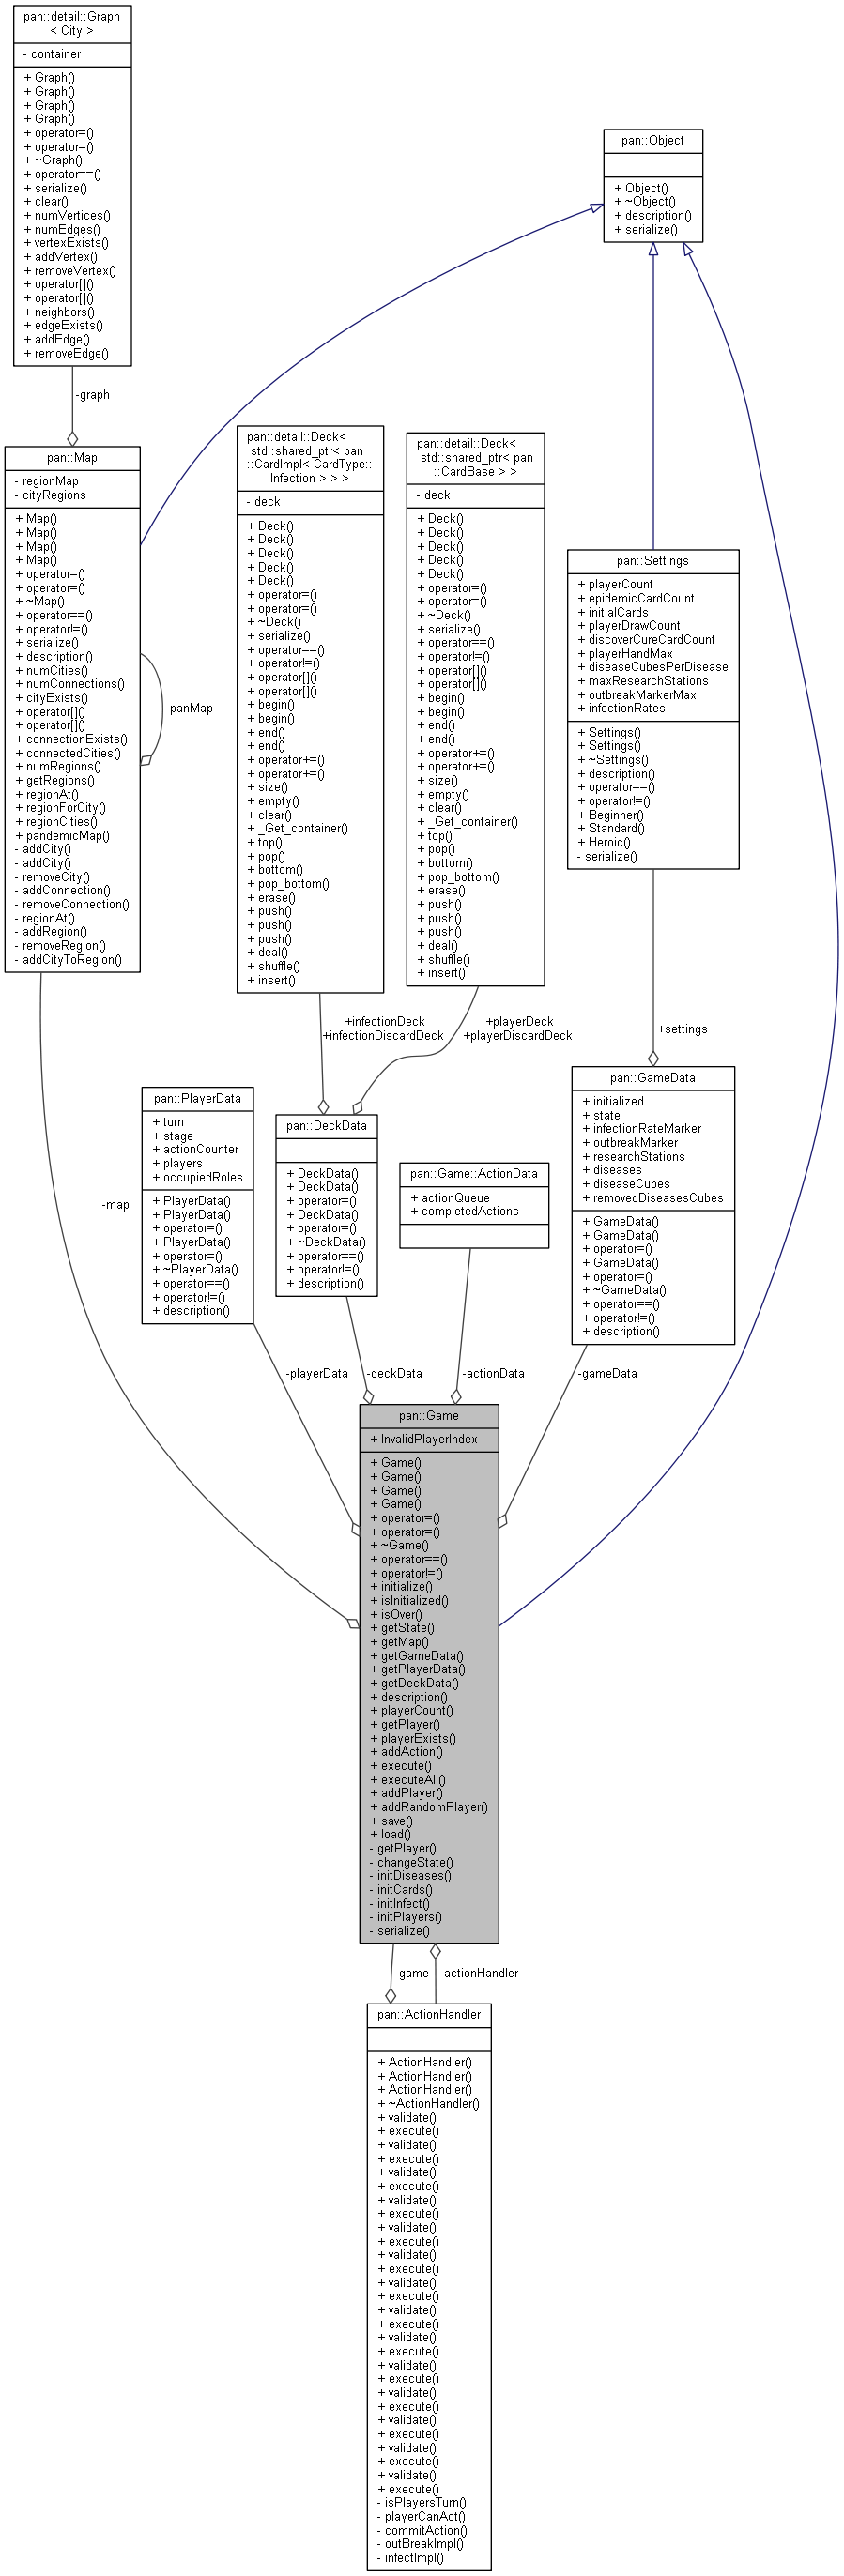 pan::detail::Graph
< City >
- container
+ Graph()
+ Graph()
+ Graph()
+ Graph()
+ operator=()
+ operator=()
+ ~Graph()
+ operator==()
+ serialize()
+ clear()
+ numVertices()
+ numEdges()
+ vertexExists()
+ addVertex()
+ removeVertex()
+ operator[]()
+ operator[]()
+ neighbors()
+ edgeExists()
+ addEdge()
+ removeEdge()
pan::Object
+ Object()
+ ~Object()
+ description()
+ serialize()
-graph
pan::Map
- regionMap
- cityRegions
+ Map()
+ Map()
+ Map()
+ Map()
+ operator=()
+ operator=()
+ ~Map()
+ operator==()
+ operator!=()
+ serialize()
+ description()
+ numCities()
+ numConnections()
+ cityExists()
+ operator[]()
+ operator[]()
+ connectionExists()
+ connectedCities()
+ numRegions()
+ getRegions()
+ regionAt()
+ regionForCity()
+ regionCities()
+ pandemicMap()
- addCity()
- addCity()
- removeCity()
- addConnection()
- removeConnection()
- regionAt()
- addRegion()
- removeRegion()
- addCityToRegion()
-panMap
pan::detail::Deck<
std::shared_ptr< pan
::CardImpl< CardType::
Infection > > >
- deck
+ Deck()
+ Deck()
+ Deck()
+ Deck()
+ Deck()
+ operator=()
+ operator=()
+ ~Deck()
+ serialize()
+ operator==()
+ operator!=()
+ operator[]()
+ operator[]()
+ begin()
+ begin()
+ end()
+ end()
+ operator+=()
+ operator+=()
+ size()
+ empty()
+ clear()
+ _Get_container()
+ top()
+ pop()
+ bottom()
+ pop_bottom()
+ erase()
+ push()
+ push()
+ push()
+ deal()
+ shuffle()
+ insert()
pan::detail::Deck<
std::shared_ptr< pan
::CardBase > >
- deck
+ Deck()
+ Deck()
+ Deck()
+ Deck()
+ Deck()
+ operator=()
+ operator=()
+ ~Deck()
+ serialize()
+ operator==()
+ operator!=()
+ operator[]()
+ operator[]()
+ begin()
+ begin()
+ end()
+ end()
+ operator+=()
+ operator+=()
+ size()
+ empty()
+ clear()
+ _Get_container()
+ top()
+ pop()
+ bottom()
+ pop_bottom()
+ erase()
+ push()
+ push()
+ push()
+ deal()
+ shuffle()
+ insert()
pan::Settings
+ playerCount
+ epidemicCardCount
+ initialCards
+ playerDrawCount
+ discoverCureCardCount
+ playerHandMax
+ diseaseCubesPerDisease
+ maxResearchStations
+ outbreakMarkerMax
+ infectionRates
+ Settings()
+ Settings()
+ ~Settings()
+ description()
+ operator==()
+ operator!=()
+ Beginner()
+ Standard()
+ Heroic()
- serialize()
+infectionDeck
+infectionDiscardDeck
+playerDeck
+playerDiscardDeck
+settings
pan::PlayerData
+ turn
+ stage
+ actionCounter
+ players
+ occupiedRoles
+ PlayerData()
+ PlayerData()
+ operator=()
+ PlayerData()
+ operator=()
+ ~PlayerData()
+ operator==()
+ operator!=()
+ description()
pan::DeckData
+ DeckData()
+ DeckData()
+ operator=()
+ DeckData()
+ operator=()
+ ~DeckData()
+ operator==()
+ operator!=()
+ description()
pan::Game::ActionData
+ actionQueue
+ completedActions
pan::GameData
+ initialized
+ state
+ infectionRateMarker
+ outbreakMarker
+ researchStations
+ diseases
+ diseaseCubes
+ removedDiseasesCubes
+ GameData()
+ GameData()
+ operator=()
+ GameData()
+ operator=()
+ ~GameData()
+ operator==()
+ operator!=()
+ description()
-map
-playerData
-deckData
-actionData
-gameData
pan::Game
+ InvalidPlayerIndex
+ Game()
+ Game()
+ Game()
+ Game()
+ operator=()
+ operator=()
+ ~Game()
+ operator==()
+ operator!=()
+ initialize()
+ isInitialized()
+ isOver()
+ getState()
+ getMap()
+ getGameData()
+ getPlayerData()
+ getDeckData()
+ description()
+ playerCount()
+ getPlayer()
+ playerExists()
+ addAction()
+ execute()
+ executeAll()
+ addPlayer()
+ addRandomPlayer()
+ save()
+ load()
- getPlayer()
- changeState()
- initDiseases()
- initCards()
- initInfect()
- initPlayers()
- serialize()
-game
-actionHandler
pan::ActionHandler
+ ActionHandler()
+ ActionHandler()
+ ActionHandler()
+ ~ActionHandler()
+ validate()
+ execute()
+ validate()
+ execute()
+ validate()
+ execute()
+ validate()
+ execute()
+ validate()
+ execute()
+ validate()
+ execute()
+ validate()
+ execute()
+ validate()
+ execute()
+ validate()
+ execute()
+ validate()
+ execute()
+ validate()
+ execute()
+ validate()
+ execute()
+ validate()
+ execute()
+ validate()
+ execute()
- isPlayersTurn()
- playerCanAct()
- commitAction()
- outBreakImpl()
- infectImpl()